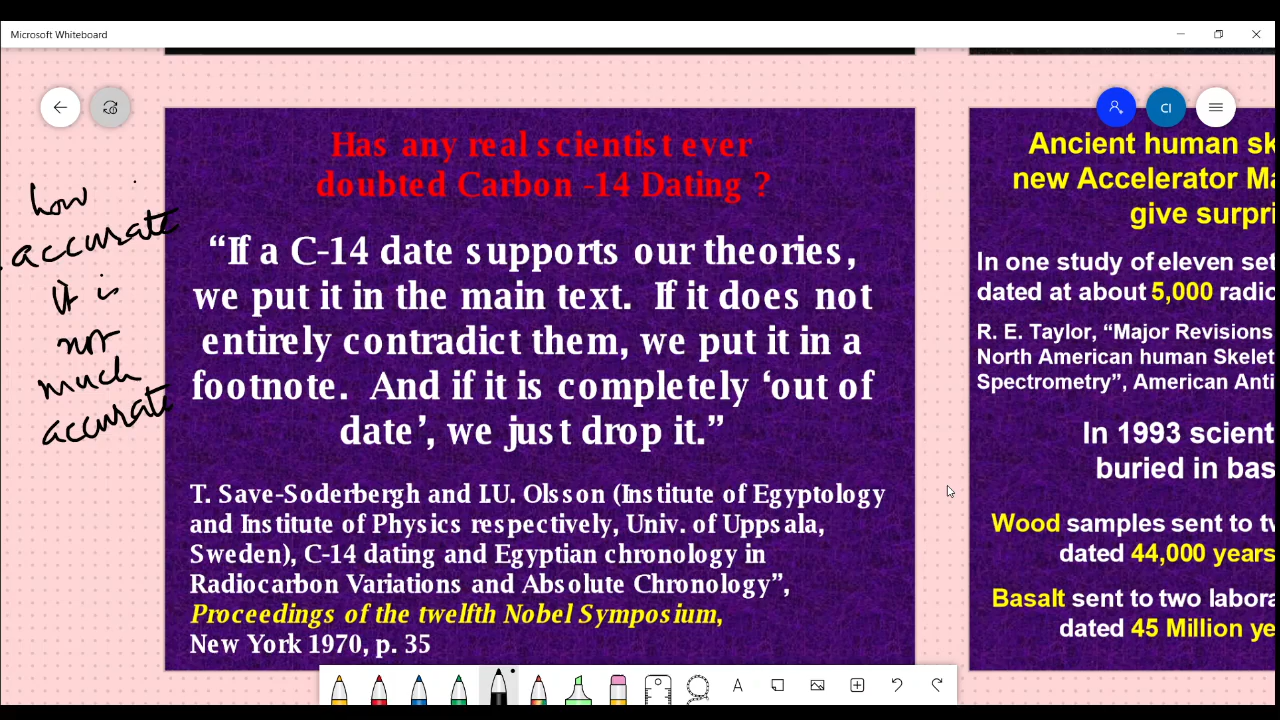 Microsoft Whiteboard
CI
how
accurate
it is
not
much
accurate
Has any real scientist ever
doubted Carbon -14 Dating ?
“If a C-14 date supports our theories,
we put it in the main text. If it does not
entirely contradict them, we put it in a
footnote. And if it is completely ‘out of
date’, we just drop it.”
T. Save-Soderbergh and I.U. Olsson (Institute of Egyptology
and Institute of Physics respectively, Univ. of Uppsala,
Sweden), C-14 dating and Egyptian chronology in
Radiocarbon Variations and Absolute Chronology”,
Proceedings of the twelfth Nobel Symposium,
New York 1970, p. 35
Ancient human sk
new Accelerator Ma
give surpri
In one study of eleven set
dated at about 5,000 radio
R. E. Taylor, “Major Revisions
North American human Skelet
Spectrometry”, American Anti
In 1993 scient
buried in bas
Wood samples sent to tw
dated 44,000 years
Basalt sent to two labora
dated 45 Million ye
A